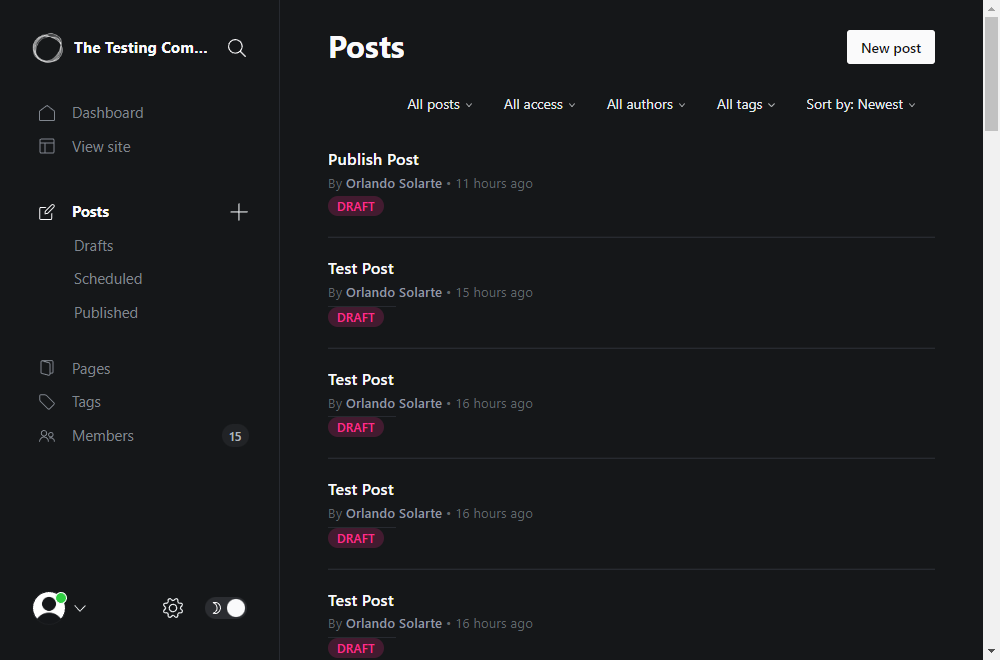 The Testing Com...
Dashboard
View site
Posts
Drafts
Scheduled
Published
Pages
Tags
Members 15
Posts
New post
All posts All access All authors All tags Sort by: Newest
Publish Post
By Orlando Solarte • 11 hours ago
DRAFT
Test Post
By Orlando Solarte • 15 hours ago
DRAFT
Test Post
By Orlando Solarte • 16 hours ago
DRAFT
Test Post
By Orlando Solarte • 16 hours ago
DRAFT
Test Post
By Orlando Solarte • 16 hours ago
DRAFT